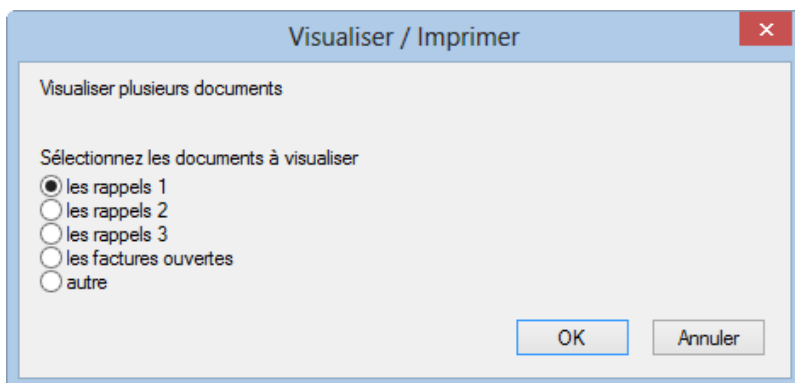 Visualiser / Imprimer
Visualiser plusieurs documents
Sélectionnez les documents à visualiser
les rappels 1
les rappels 2
les rappels 3
les factures ouvertes
autre
OK
Annuler